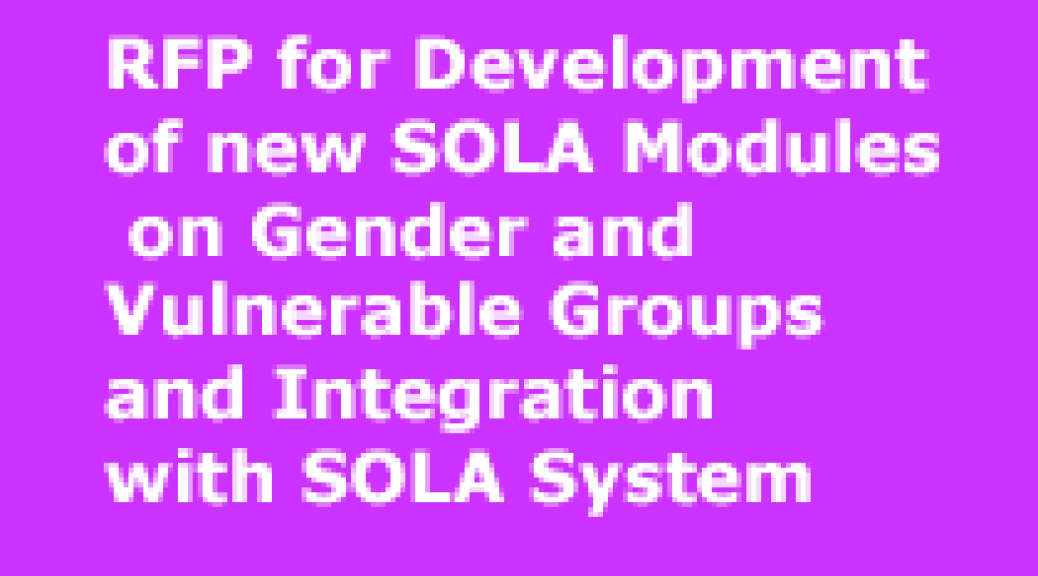 RFP for Development
of new SOLA Modules
on Gender and
Vulnerable Groups
and Integration
with SOLA System